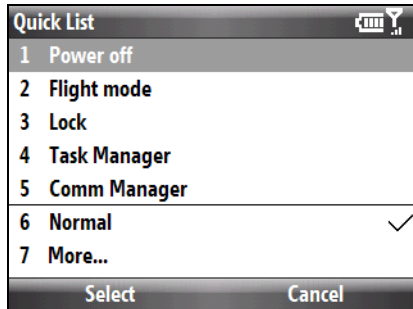 Quick List
1 Power off
2 Flight mode
3 Lock
4 Task Manager
5 Comm Manager
6 Normal
7 More...
Select Cancel